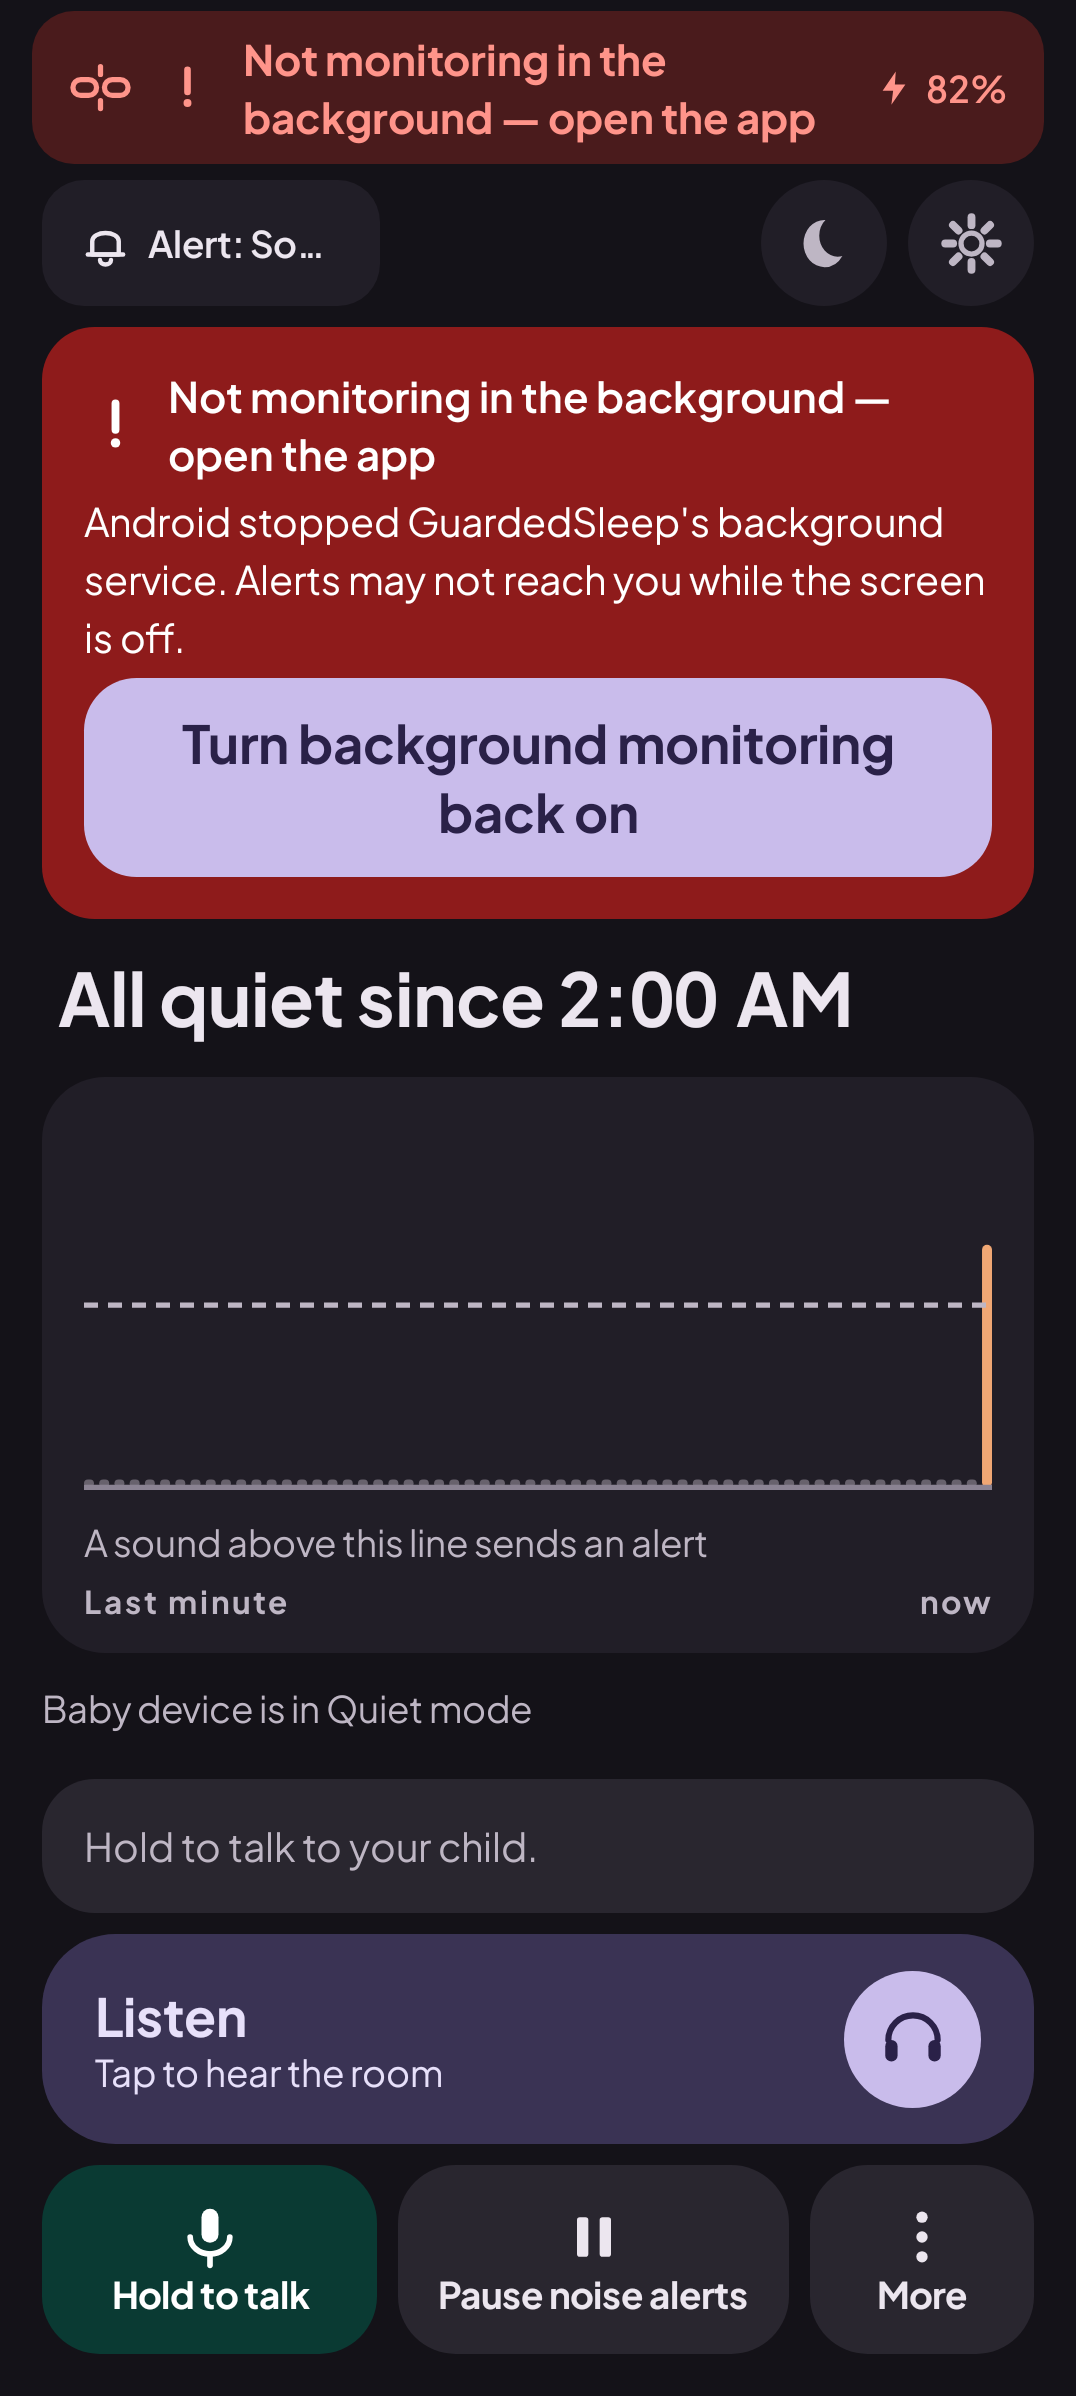 Not monitoring in the
background — open the app
82%
Alert: So...
Not monitoring in the background —
open the app
Android stopped GuardedSleep's background
service. Alerts may not reach you while the screen
is off.
Turn background monitoring
back on
All quiet since 2:00 AM
A sound above this line sends an alert
Last minute
now
Baby device is in Quiet mode
Hold to talk to your child.
Listen
Tap to hear the room
Hold to talk
Pause noise alerts
More